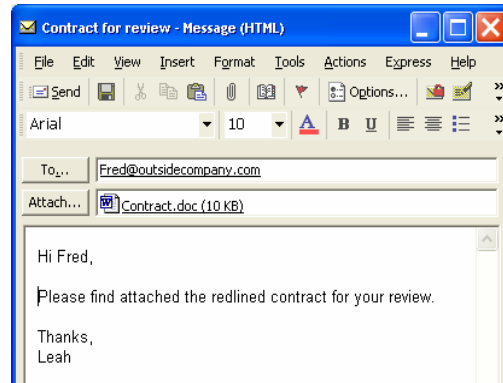 Contract for review - Message (HTML)
File Edit View Insert Format Tools Actions Express Help
Send Options...
Arial 10 A B U
To... Fred@outsidecompany.com
Attach... Contract.doc (10 KB)
Hi Fred,
Please find attached the redlined contract for your review.
Thanks,
Leah